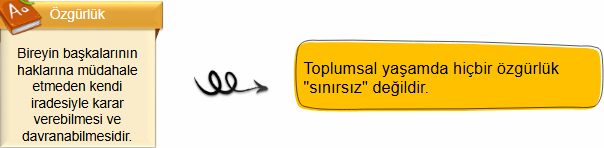 Özgürlük
Bireyin başkalarının
haklarına müdahale
etmeden kendi
iradesiyle karar
verebilmesi ve
davranabilmesidir.
Toplumsal yaşamda hiçbir özgürlük
"sınırsız" değildir.